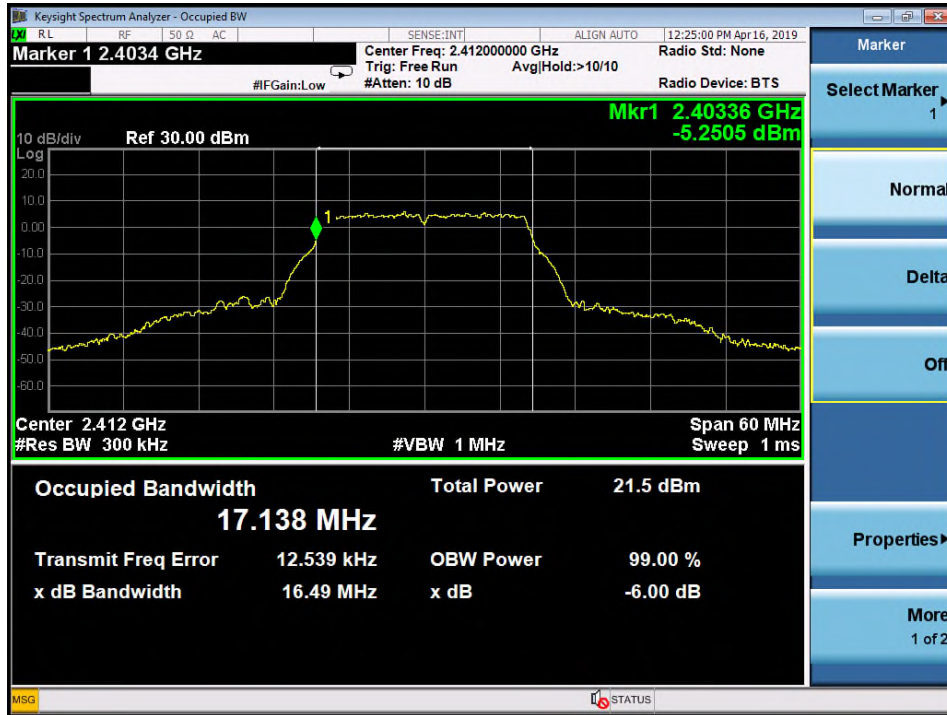 Keysight Spectrum Analyzer - Occupied BW
LXI RL RF 50 Ω AC SENSE:INT ALIGN AUTO 12:25:00 PM Apr 16, 2019
Marker 1 2.4034 GHz
Center Freq: 2.412000000 GHz Radio Std: None
Trig: Free Run Avg|Hold:>10/10
#IFGain:Low #Atten: 10 dB Radio Device: BTS
Mkr1 2.40336 GHz
-5.2505 dBm
10 dB/div Ref 30.00 dBm
Log
20.0
10.0
0.00
-10.0
-20.0
-30.0
-40.0
-50.0
-60.0
1
Center 2.412 GHz Span 60 MHz
#Res BW 300 kHz #VBW 1 MHz Sweep 1 ms
Occupied Bandwidth Total Power 21.5 dBm
17.138 MHz
Transmit Freq Error 12.539 kHz OBW Power 99.00 %
x dB Bandwidth 16.49 MHz x dB -6.00 dB
MSG STATUS
Marker
Select Marker
1
Normal
Delta
Off
Properties
More
1 of 2